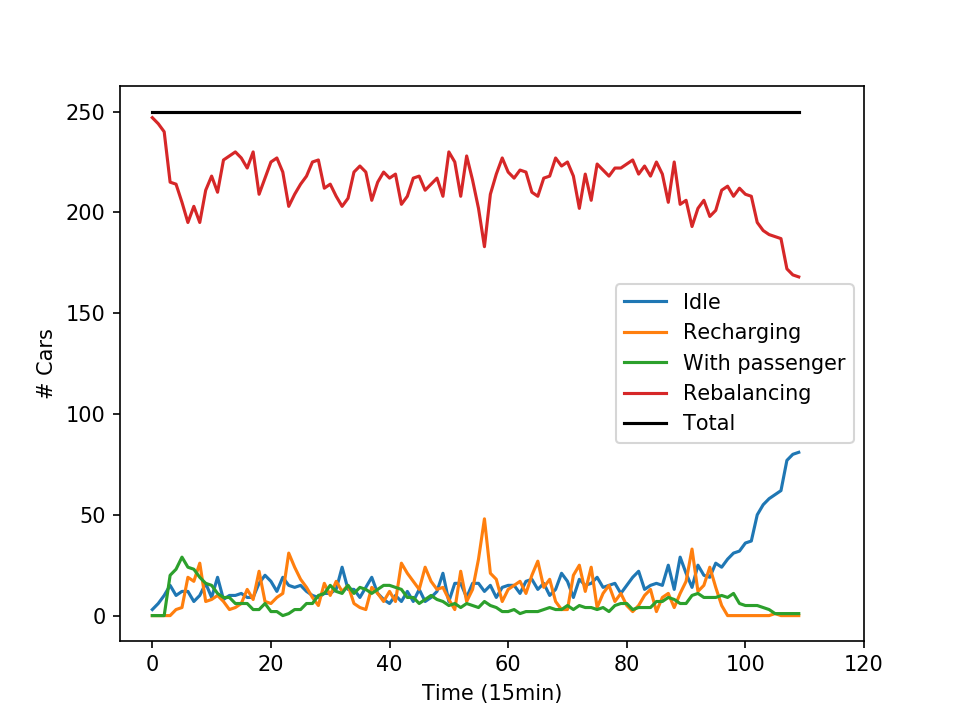 250
200
150
100
50
0
# Cars
Idle
Recharging
With passenger
Rebalancing
Total
0 20 40 60 80 100 120
Time (15min)